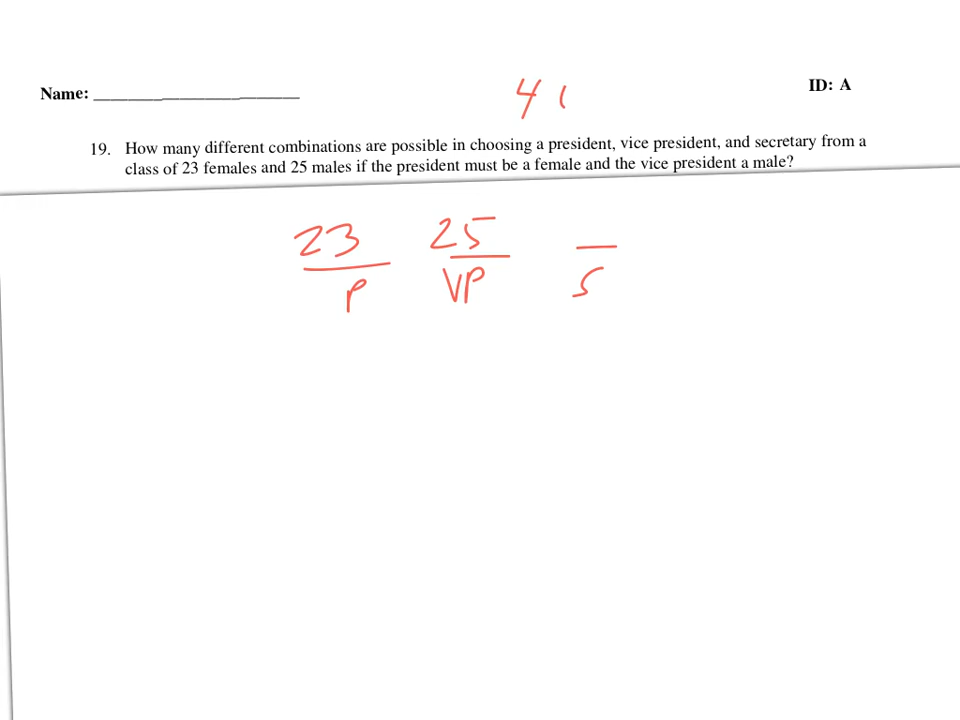 Name: ____________________ 4 ( ID: A
19. How many different combinations are possible in choosing a president, vice president, and secretary from a
class of 23 females and 25 males if the president must be a female and the vice president a male?
23 25
P VP S